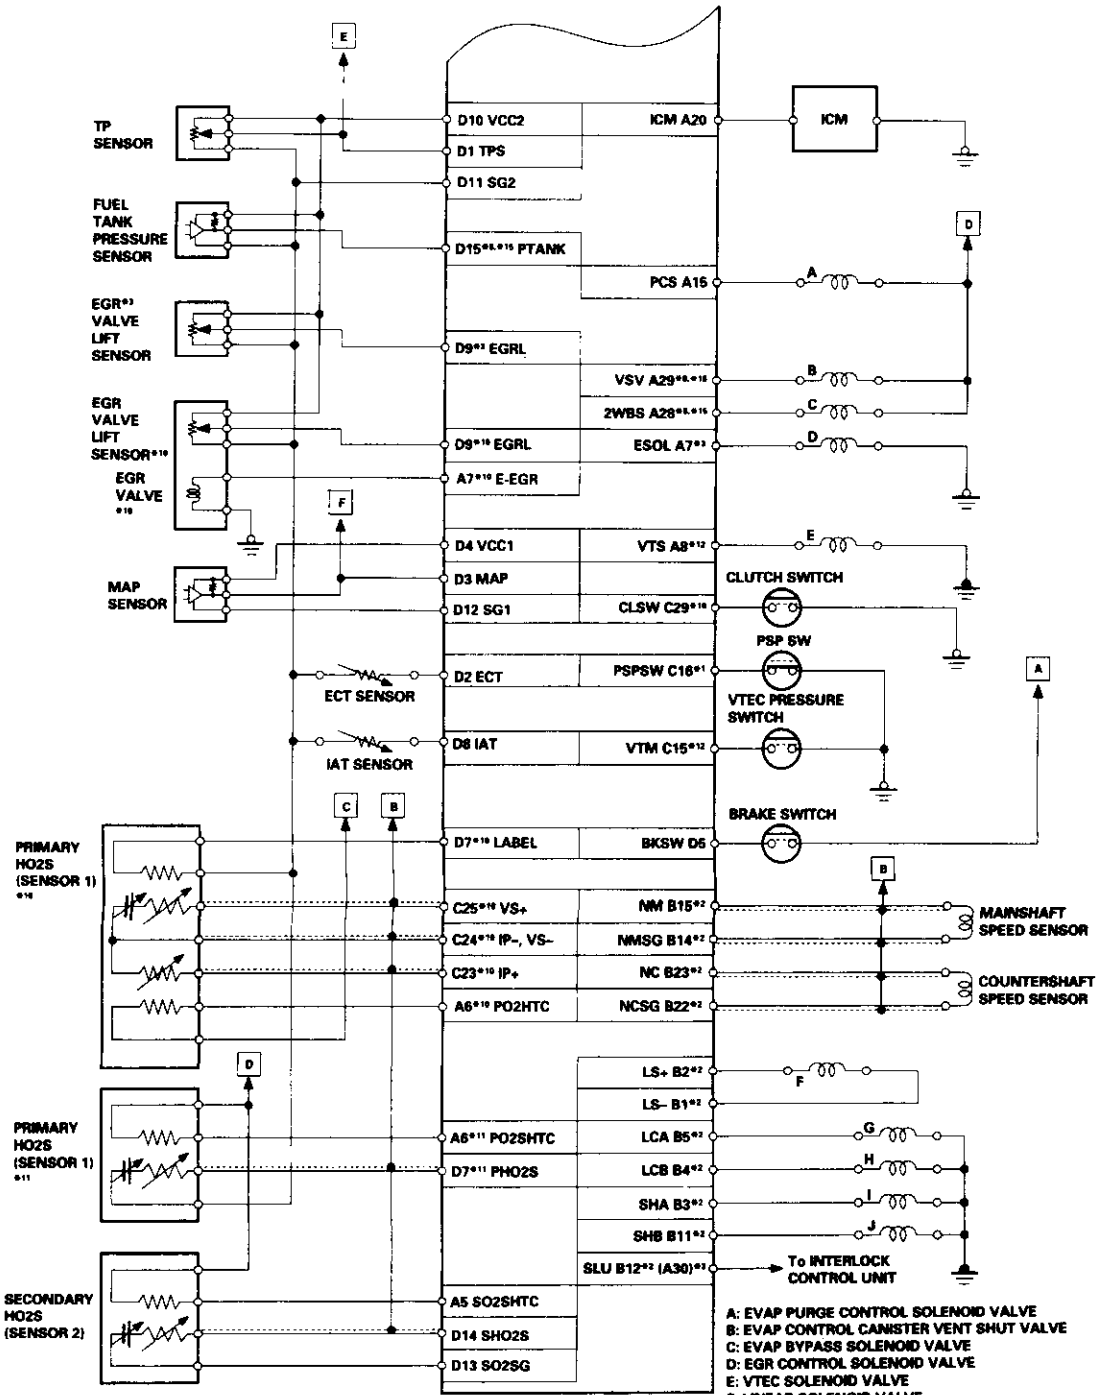 E
TP
SENSOR
D10 VCC2
ICM A20
ICM
D1 TPS
D11 SG2
FUEL
TANK
PRESSURE
SENSOR
D15*8,*15 PTANK
D
PCS A15
A
EGR*3
VALVE
LIFT
SENSOR
D9*3 EGRL
VSV A29*8,*15
B
2WBS A28*8,*15
C
EGR
VALVE
LIFT
SENSOR*10
D9*10 EGRL
ESOL A7*3
D
EGR
VALVE
*10
A7*10 E-EGR
F
D4 VCC1
VTS A8*12
E
MAP
SENSOR
D3 MAP
CLUTCH SWITCH
D12 SG1
CLSW C29*10
PSP SW
D2 ECT
PSPSW C16*1
A
ECT SENSOR
VTEC PRESSURE
SWITCH
D8 IAT
VTM C15*12
IAT SENSOR
C
B
BRAKE SWITCH
PRIMARY
HO2S
(SENSOR 1)
*10
D7*10 LABEL
BKSW D5
B
C25*10 VS+
NM B15*2
MAINSHAFT
SPEED SENSOR
C24*10 IP-, VS-
NMSG B14*2
C23*10 IP+
NC B23*2
COUNTERSHAFT
SPEED SENSOR
A6*10 PO2HTC
NCSG B22*2
D
LS+ B2*2
F
LS- B1*2
PRIMARY
HO2S
(SENSOR 1)
*11
A6*11 PO2SHTC
LCA B5*2
G
D7*11 PHO2S
LCB B4*2
H
SHA B3*2
I
SHB B11*2
J
SLU B12*2 (A30)*3
To INTERLOCK
CONTROL UNIT
SECONDARY
HO2S
(SENSOR 2)
A5 SO2SHTC
D14 SHO2S
D13 SO2SG
A: EVAP PURGE CONTROL SOLENOID VALVE
B: EVAP CONTROL CANISTER VENT SHUT VALVE
C: EVAP BYPASS SOLENOID VALVE
D: EGR CONTROL SOLENOID VALVE
E: VTEC SOLENOID VALVE